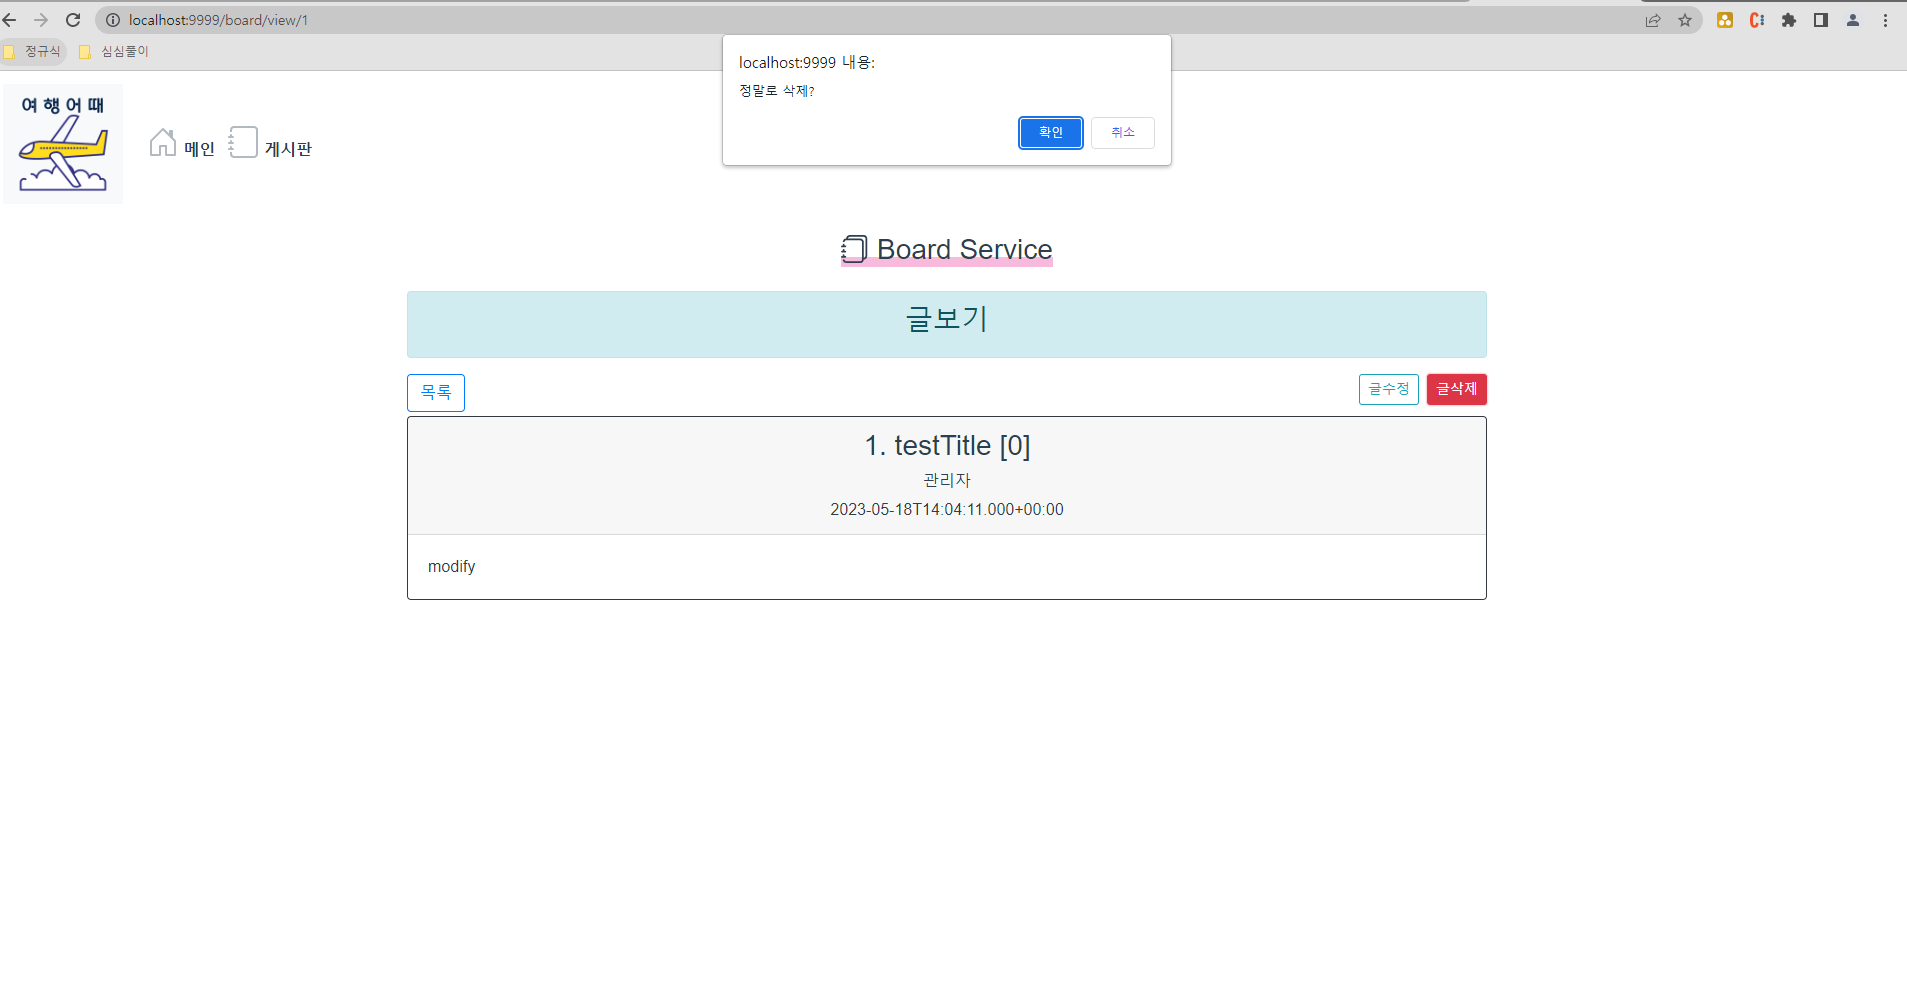 localhost:9999/board/view/1
정규식 심심풀이
localhost:9999 내용:
정말로 삭제?
확인 취소
여행어때
메인 게시판
Board Service
글보기
목록 글수정 글삭제
1. testTitle [0]
관리자
2023-05-18T14:04:11.000+00:00
modify